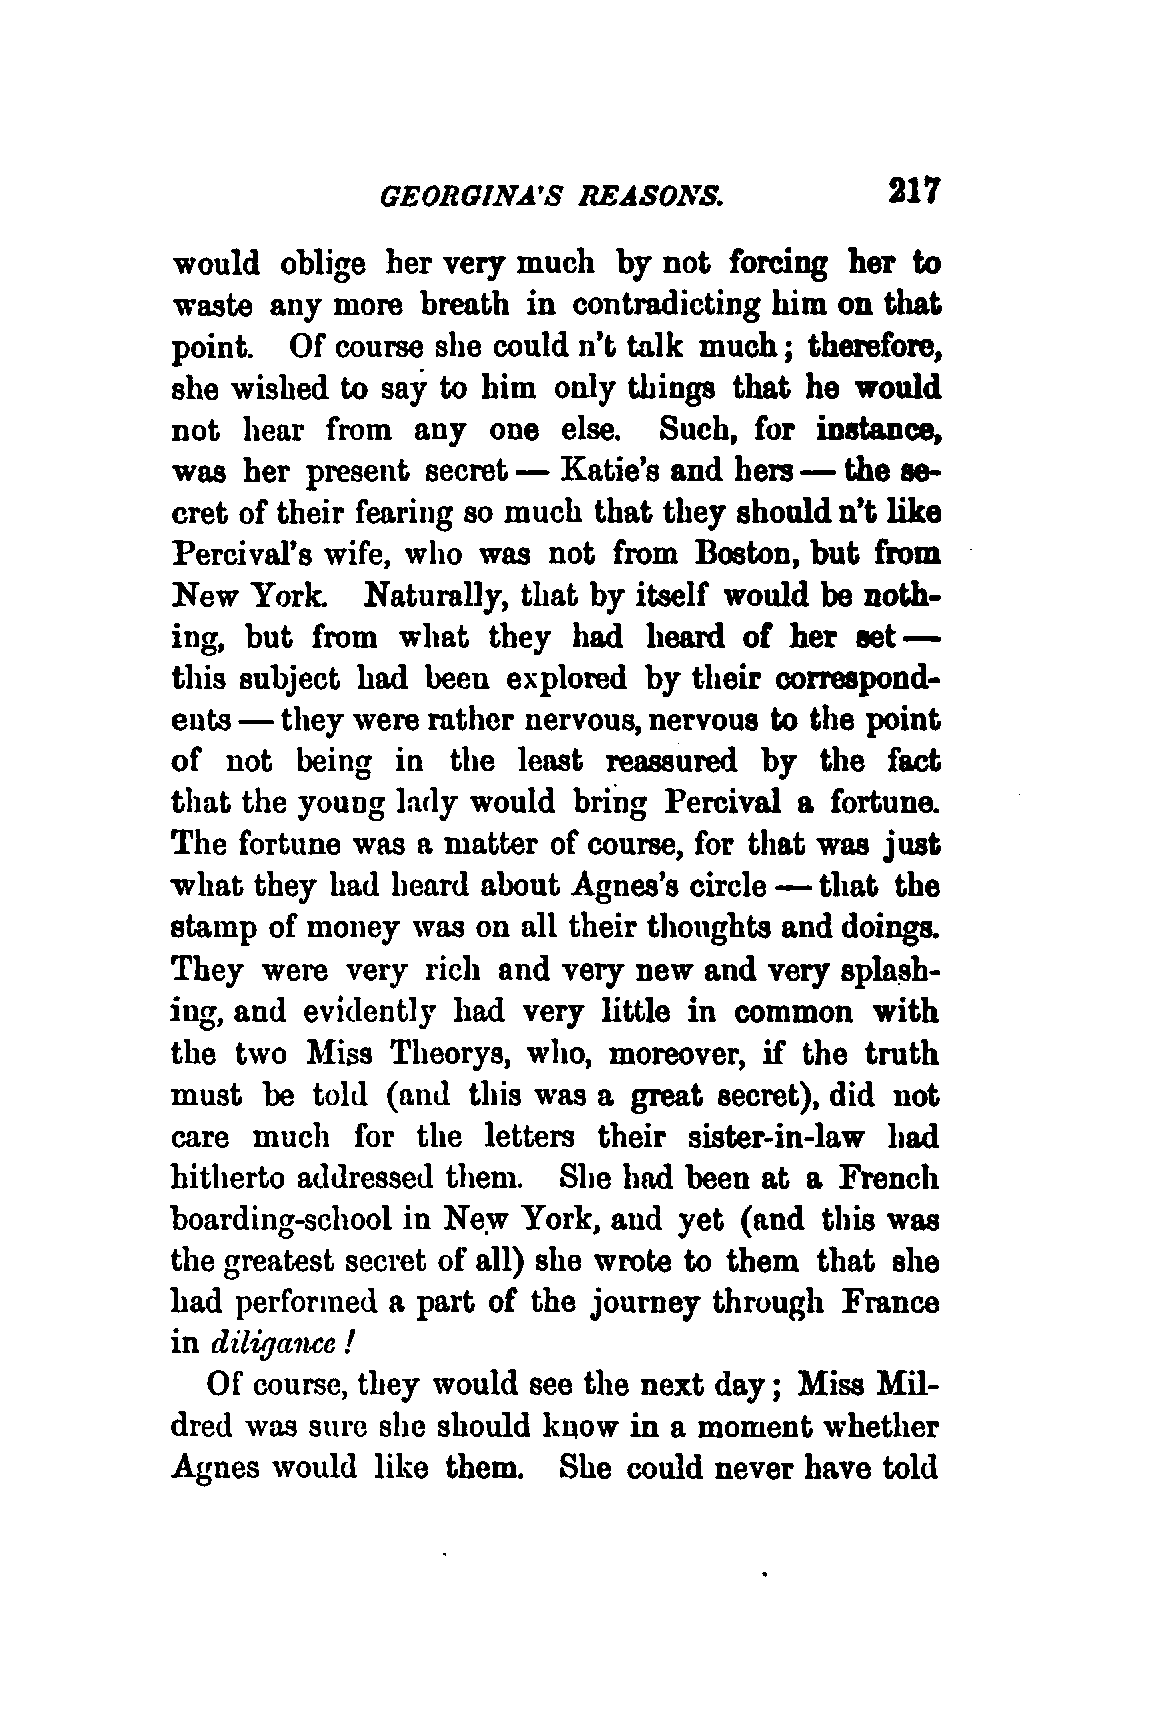 GEORGINA'S REASONS. 217
would oblige her very much by not forcing her to
waste any more breath in contradicting him on that
point. Of course she could n't talk much; therefore,
she wished to say to him only things that he would
not hear from any one else. Such, for instance,
was her present secret — Katie's and hers — the se-
cret of their fearing so much that they should n't like
Percival's wife, who was not from Boston, but from
New York. Naturally, that by itself would be noth-
ing, but from what they had heard of her set —
this subject had been explored by their correspond-
ents — they were rather nervous, nervous to the point
of not being in the least reassured by the fact
that the young lady would bring Percival a fortune.
The fortune was a matter of course, for that was just
what they had heard about Agnes's circle — that the
stamp of money was on all their thoughts and doings.
They were very rich and very new and very splash-
ing, and evidently had very little in common with
the two Miss Theorys, who, moreover, if the truth
must be told (and this was a great secret), did not
care much for the letters their sister-in-law had
hitherto addressed them. She had been at a French
boarding-school in New York, and yet (and this was
the greatest secret of all) she wrote to them that she
had performed a part of the journey through France
in diligance !
Of course, they would see the next day; Miss Mil-
dred was sure she should know in a moment whether
Agnes would like them. She could never have told